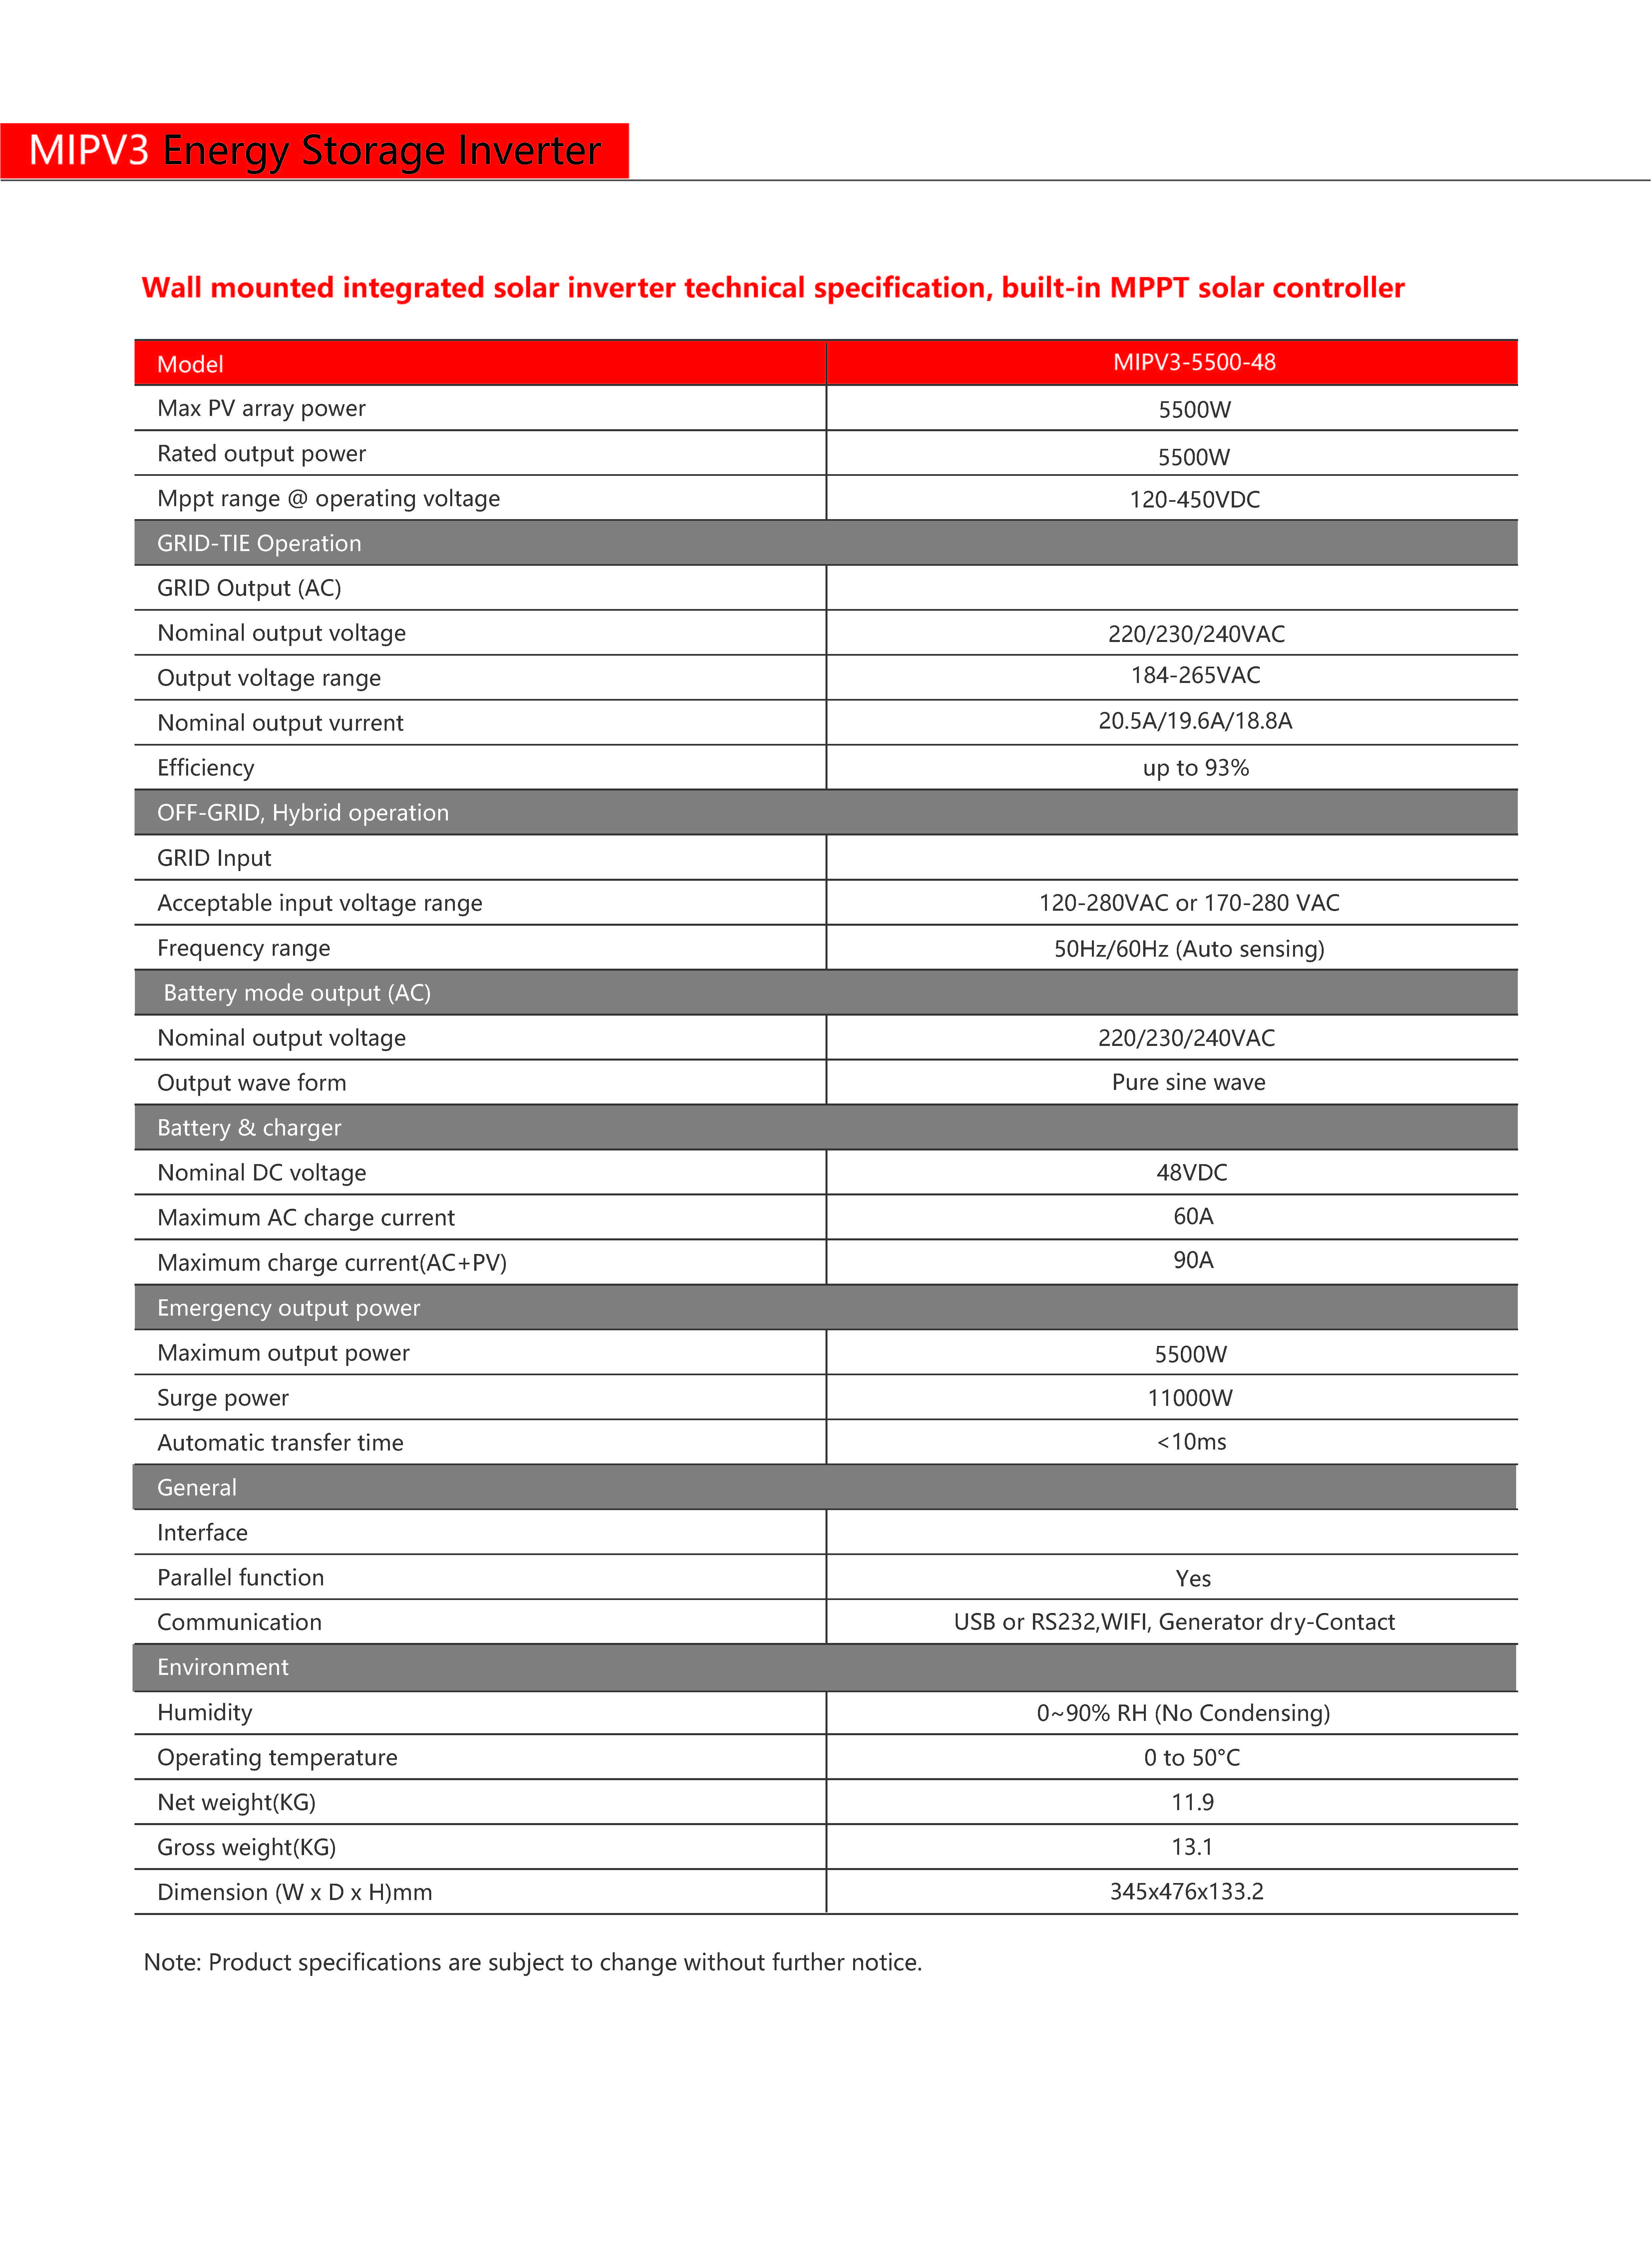 MIPV3 Energy Storage Inverter
Wall mounted integrated solar inverter technical specification, built-in MPPT solar controller
Model MIPV3-5500-48
Max PV array power 5500W
Rated output power 5500W
Mppt range @ operating voltage 120-450VDC
GRID-TIE Operation
GRID Output (AC)
Nominal output voltage 220/230/240VAC
Output voltage range 184-265VAC
Nominal output vurrent 20.5A/19.6A/18.8A
Efficiency up to 93%
OFF-GRID, Hybrid operation
GRID Input
Acceptable input voltage range 120-280VAC or 170-280 VAC
Frequency range 50Hz/60Hz (Auto sensing)
Battery mode output (AC)
Nominal output voltage 220/230/240VAC
Output wave form Pure sine wave
Battery & charger
Nominal DC voltage 48VDC
Maximum AC charge current 60A
Maximum charge current(AC+PV) 90A
Emergency output power
Maximum output power 5500W
Surge power 11000W
Automatic transfer time <10ms
General
Interface
Parallel function Yes
Communication USB or RS232,WIFI, Generator dry-Contact
Environment
Humidity 0~90% RH (No Condensing)
Operating temperature 0 to 50°C
Net weight(KG) 11.9
Gross weight(KG) 13.1
Dimension (W x D x H)mm 345x476x133.2
Note: Product specifications are subject to change without further notice.